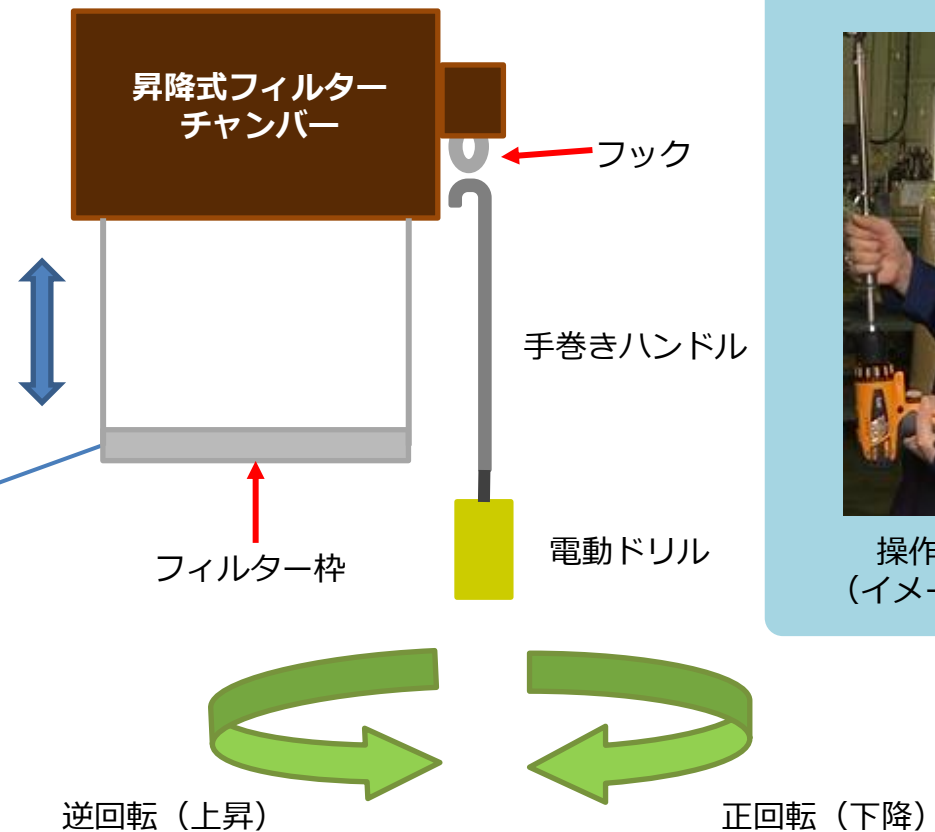 昇降式フィルター
チャンバー
フック
手巻きハンドル
電動ドリル
フィルター枠
操作
（イメー
逆回転（上昇）
正回転（下降）